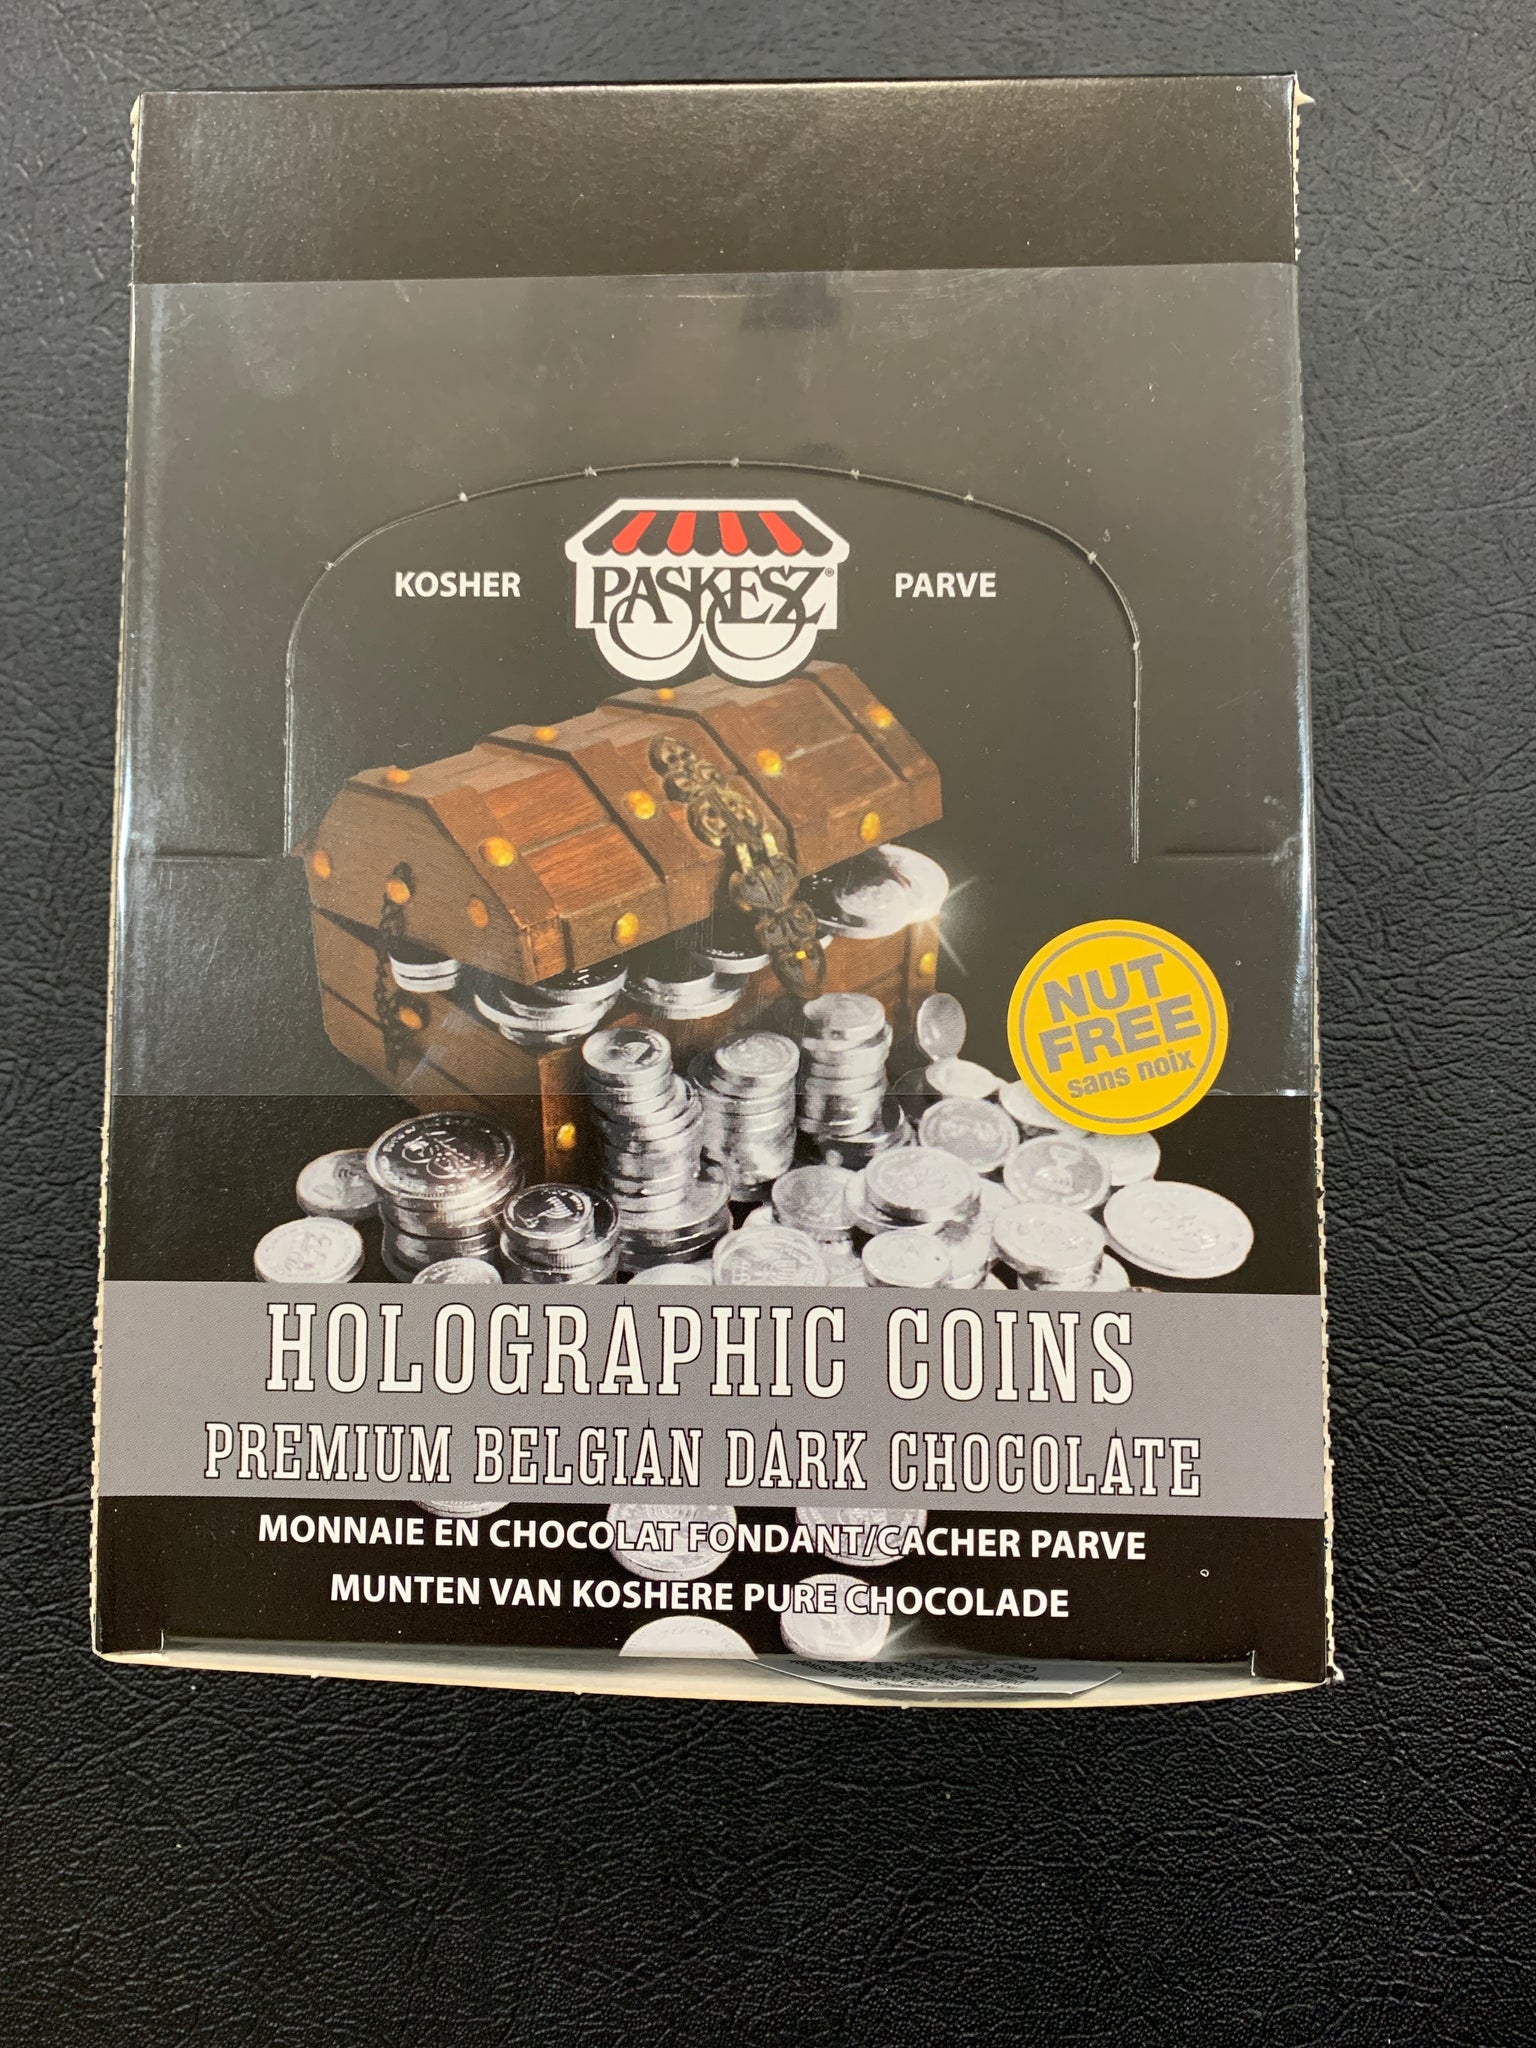 KOSHER
PASKESZ®
PARVE
NUT
FREE
sans noix
HOLOGRAPHIC COINS
PREMIUM BELGIAN DARK CHOCOLATE
MONNAIE EN CHOCOLAT FONDANT/CACHER PARVE
MUNTEN VAN KOSHERE PURE CHOCOLADE